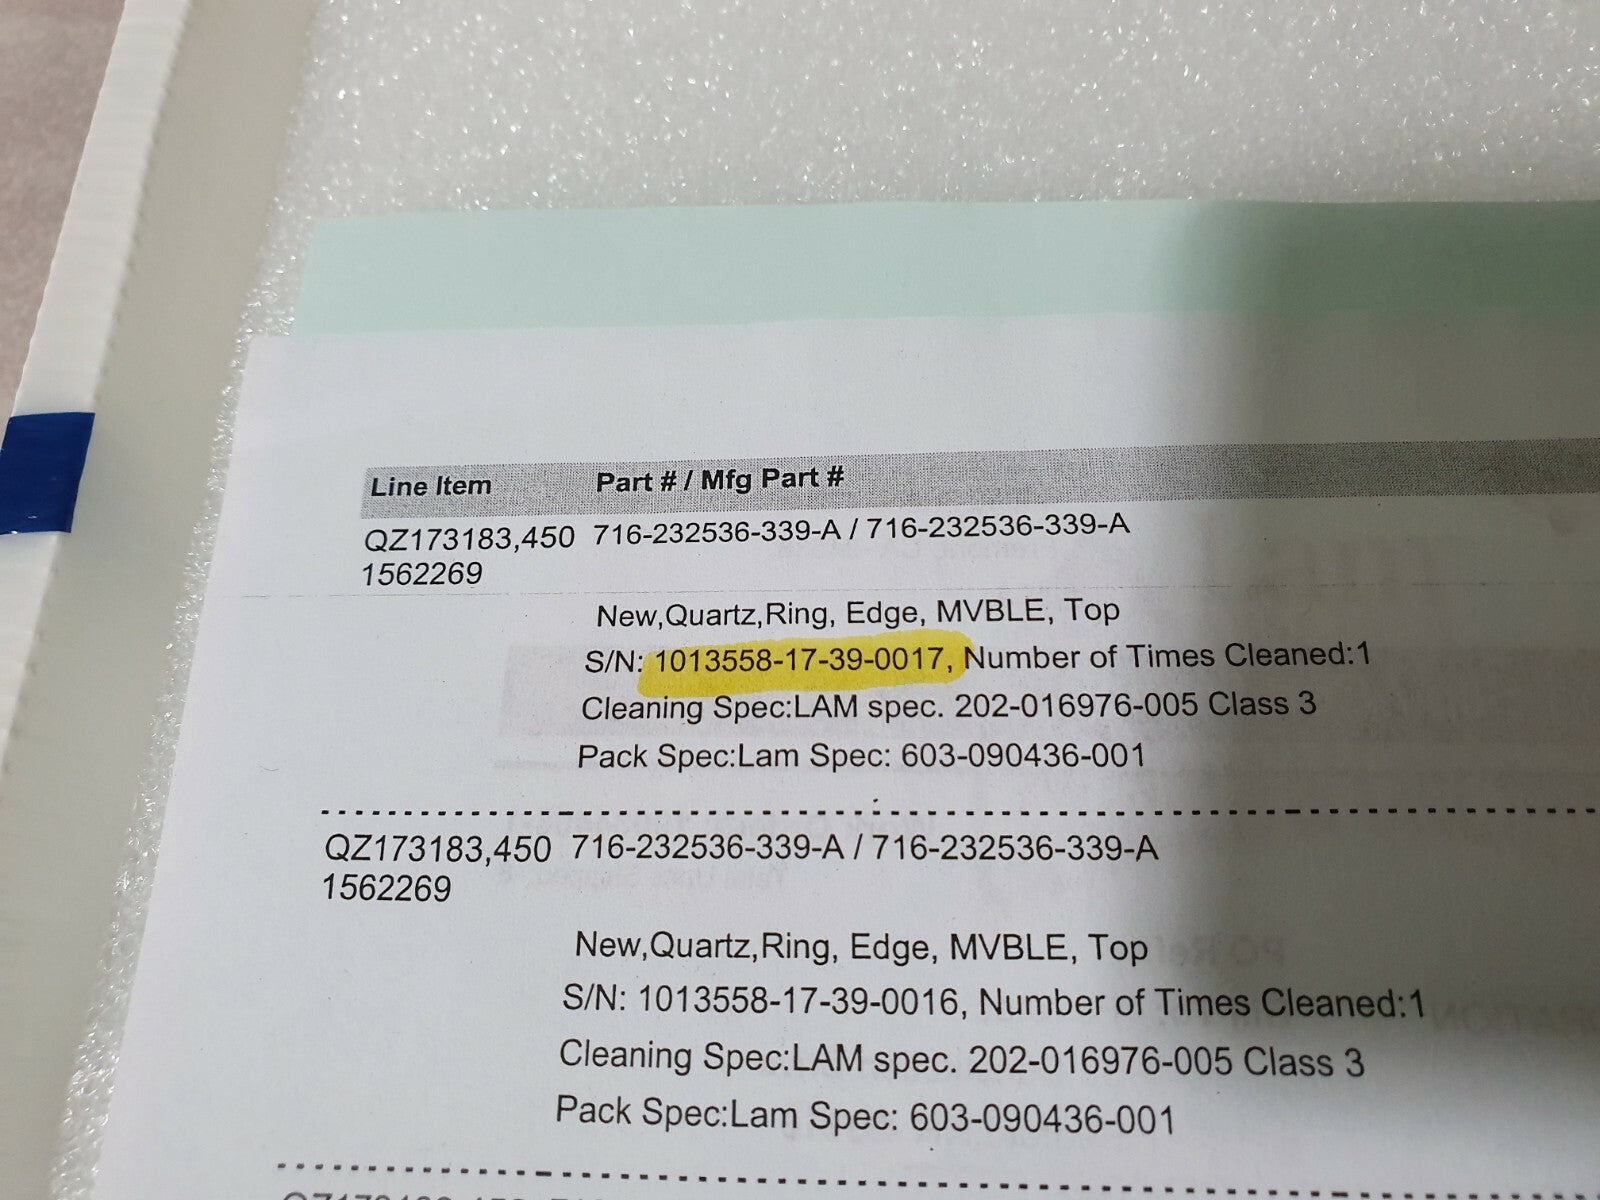 Line Item Part # / Mfg Part #
QZ173183,450 716-232536-339-A / 716-232536-339-A
1562269
New,Quartz,Ring, Edge, MVBLE, Top
S/N: 1013558-17-39-0017, Number of Times Cleaned:1
Cleaning Spec:LAM spec. 202-016976-005 Class 3
Pack Spec:Lam Spec: 603-090436-001
QZ173183,450 716-232536-339-A / 716-232536-339-A
1562269
New,Quartz,Ring, Edge, MVBLE, Top
S/N: 1013558-17-39-0016, Number of Times Cleaned:1
Cleaning Spec:LAM spec. 202-016976-005 Class 3
Pack Spec:Lam Spec: 603-090436-001